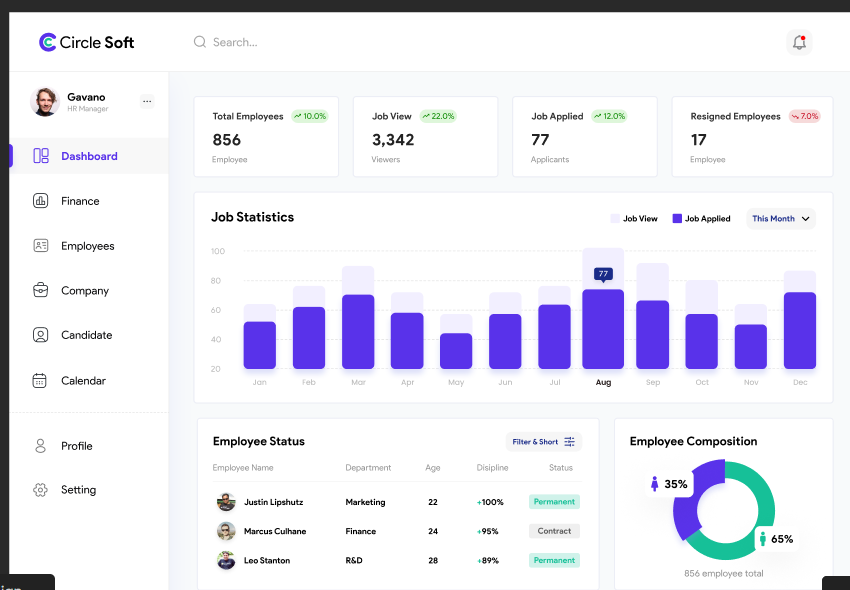 Circle Soft
Search...
Gavano
HR Manager
...
Dashboard
Finance
Employees
Company
Candidate
Calendar
Profile
Setting
Total Employees 10.0%
856
Employee
Job View 22.0%
3,342
Viewers
Job Applied 12.0%
77
Applicants
Resigned Employees 7.0%
17
Employee
Job Statistics
Job View Job Applied This Month
100
80
60
40
20
77
Jan Feb Mar Apr May Jun Jul Aug Sep Oct Nov Dec
Employee Status
Filter & Short
Employee Name Department Age Disipline Status
Justin Lipshutz Marketing 22 +100% Permanent
Marcus Culhane Finance 24 +95% Contract
Leo Stanton R&D 28 +89% Permanent
Employee Composition
35%
65%
856 employee total